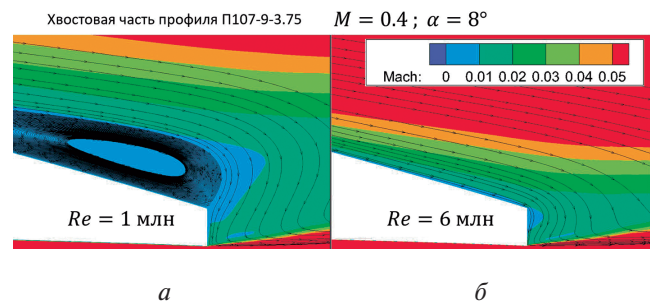 Хвостовая часть профиля П107-9-3.75 M = 0.4 ; α = 8°
Mach: 0 0.01 0.02 0.03 0.04 0.05
Re = 1 млн
Re = 6 млн
а
б